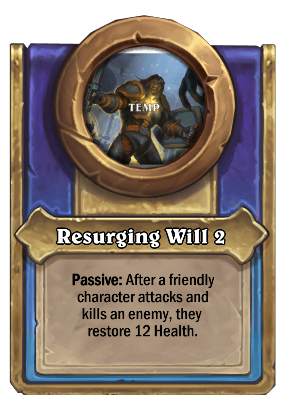 TEMP
Resurging Will 2
Passive: After a friendly
character attacks and
kills an enemy, they
restore 12 Health.